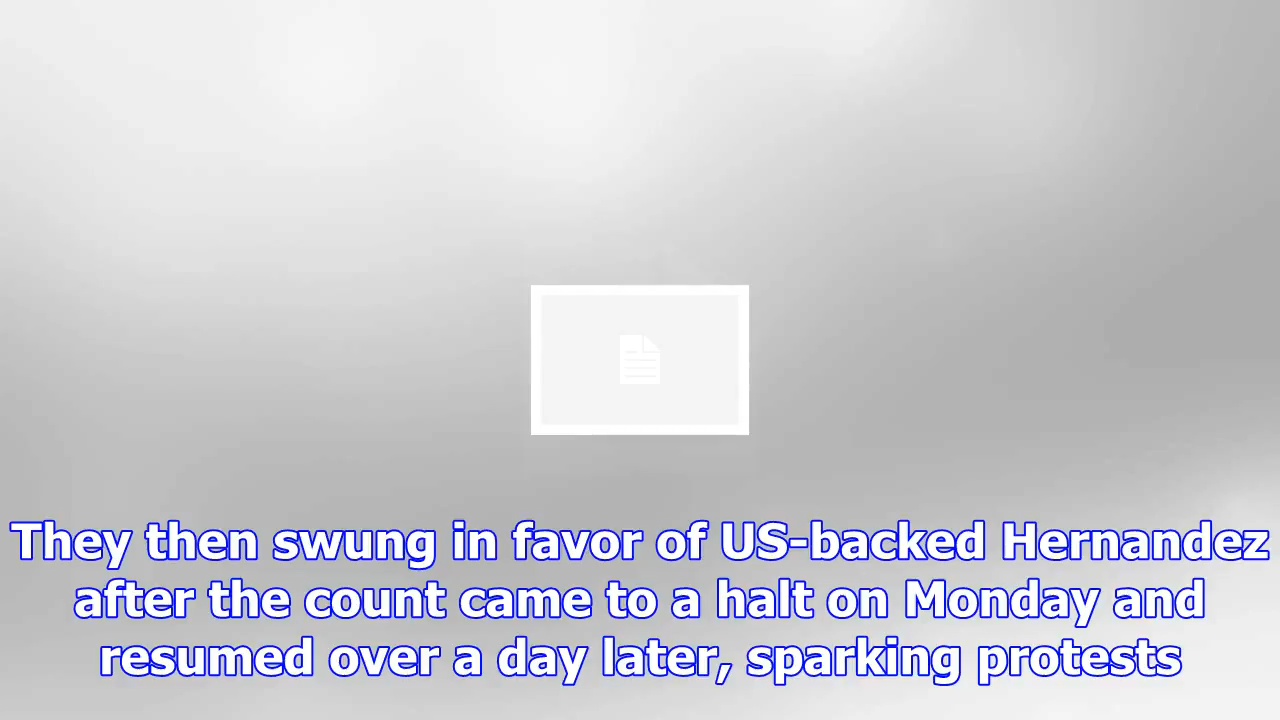 They then swung in favor of US-backed Hernandez
after the count came to a halt on Monday and
resumed over a day later, sparking protests